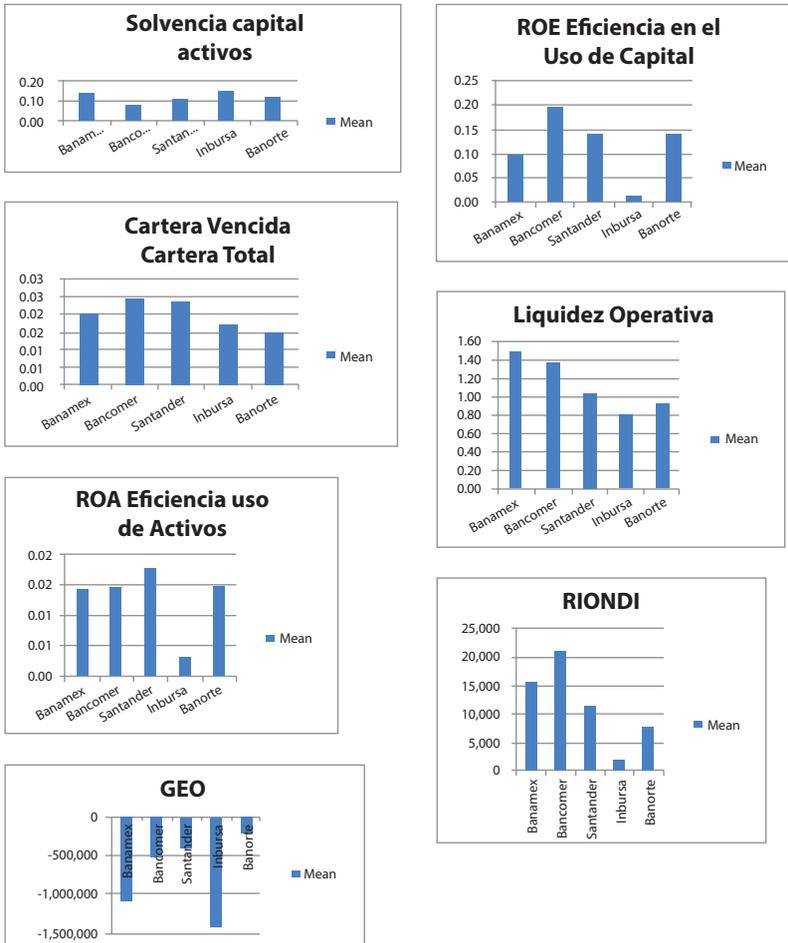 Solvencia capital
activos
0.20
0.10
0.00
Banam...
Banco...
Santan...
Inbursa
Banorte
Mean
Cartera Vencida
Cartera Total
0.03
0.03
0.02
0.02
0.01
0.01
0.00
Banamex
Bancomer
Santander
Inbursa
Banorte
Mean
ROA Eficiencia uso
de Activos
0.02
0.02
0.01
0.01
0.00
Banamex
Bancomer
Santander
Inbursa
Banorte
Mean
GEO
0
-500,000
-1,000,000
-1,500,000
Banamex
Bancomer
Santander
Inbursa
Banorte
Mean
ROE Eficiencia en el
Uso de Capital
0.25
0.20
0.15
0.10
0.05
0.00
Banamex
Bancomer
Santander
Inbursa
Banorte
Mean
Liquidez Operativa
1.60
1.40
1.20
1.00
0.80
0.60
0.40
0.20
0.00
Banamex
Bancomer
Santander
Inbursa
Banorte
Mean
RIONDI
25,000
20,000
15,000
10,000
5,000
0
Banamex
Bancomer
Santander
Inbursa
Banorte
Mean